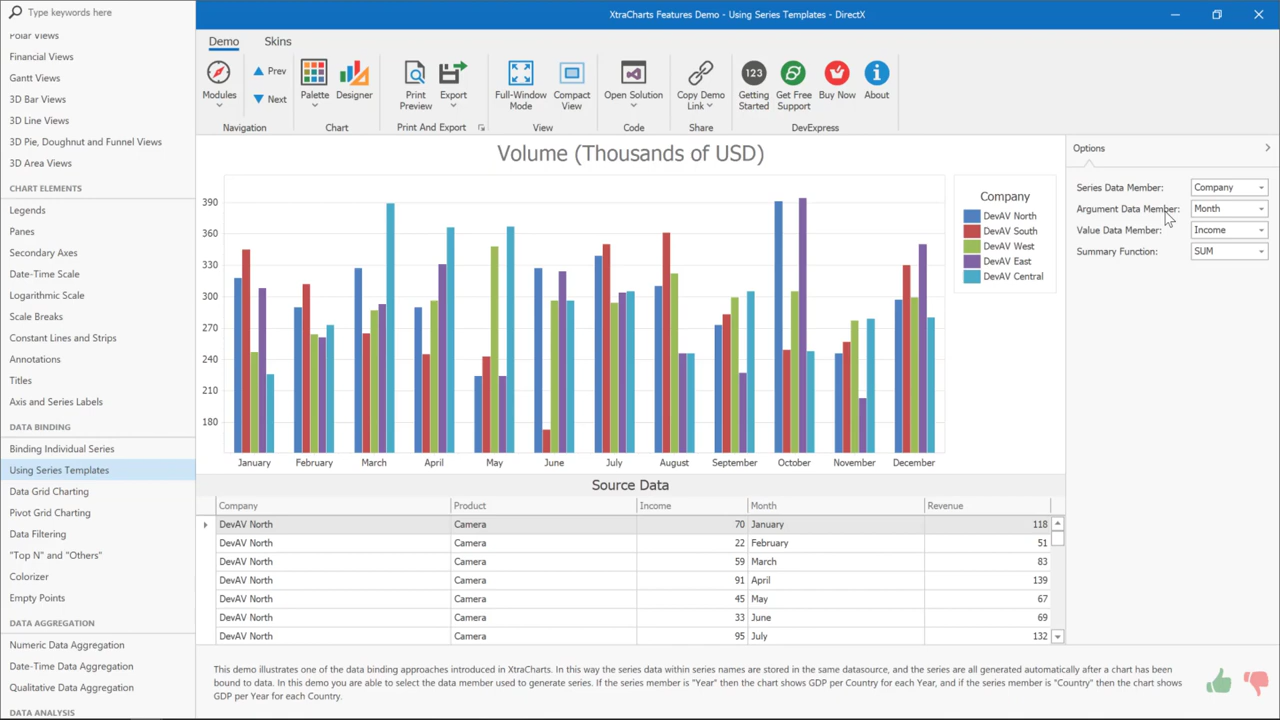 Type keywords here
XtraCharts Features Demo - Using Series Templates - DirectX
Polar Views
Financial Views
Gantt Views
3D Bar Views
3D Line Views
3D Pie, Doughnut and Funnel Views
3D Area Views
CHART ELEMENTS
Legends
Panes
Secondary Axes
Date-Time Scale
Logarithmic Scale
Scale Breaks
Constant Lines and Strips
Annotations
Titles
Axis and Series Labels
DATA BINDING
Binding Individual Series
Using Series Templates
Data Grid Charting
Pivot Grid Charting
Data Filtering
"Top N" and "Others"
Colorizer
Empty Points
DATA AGGREGATION
Numeric Data Aggregation
Date-Time Data Aggregation
Qualitative Data Aggregation
DATA ANALYSIS
Demo Skins
Modules
Prev
Next
Navigation
Palette
Designer
Chart
Print
Preview
Export
Print And Export
Full-Window
Mode
Compact
View
View
Open Solution
Code
Copy Demo
Link
Share
123
Getting
Started
Get Free
Support
Buy Now
About
DevExpress
Volume (Thousands of USD)
390
360
330
300
270
240
210
180
January February March April May June July August September October November December
Company
DevAV North
DevAV South
DevAV West
DevAV East
DevAV Central
Options
Series Data Member: Company
Argument Data Member: Month
Value Data Member: Income
Summary Function: SUM
Source Data
Company Product Income Month Revenue
DevAV North Camera 70 January 118
DevAV North Camera 22 February 51
DevAV North Camera 59 March 83
DevAV North Camera 91 April 139
DevAV North Camera 45 May 67
DevAV North Camera 33 June 69
DevAV North Camera 95 July 132
This demo illustrates one of the data binding approaches introduced in XtraCharts. In this way the series data within series names are stored in the same datasource, and the series are all generated automatically after a chart has been
bound to data. In this demo you are able to select the data member used to generate series. If the series member is "Year" then the chart shows GDP per Country for each Year, and if the series member is "Country" then the chart shows
GDP per Year for each Country.